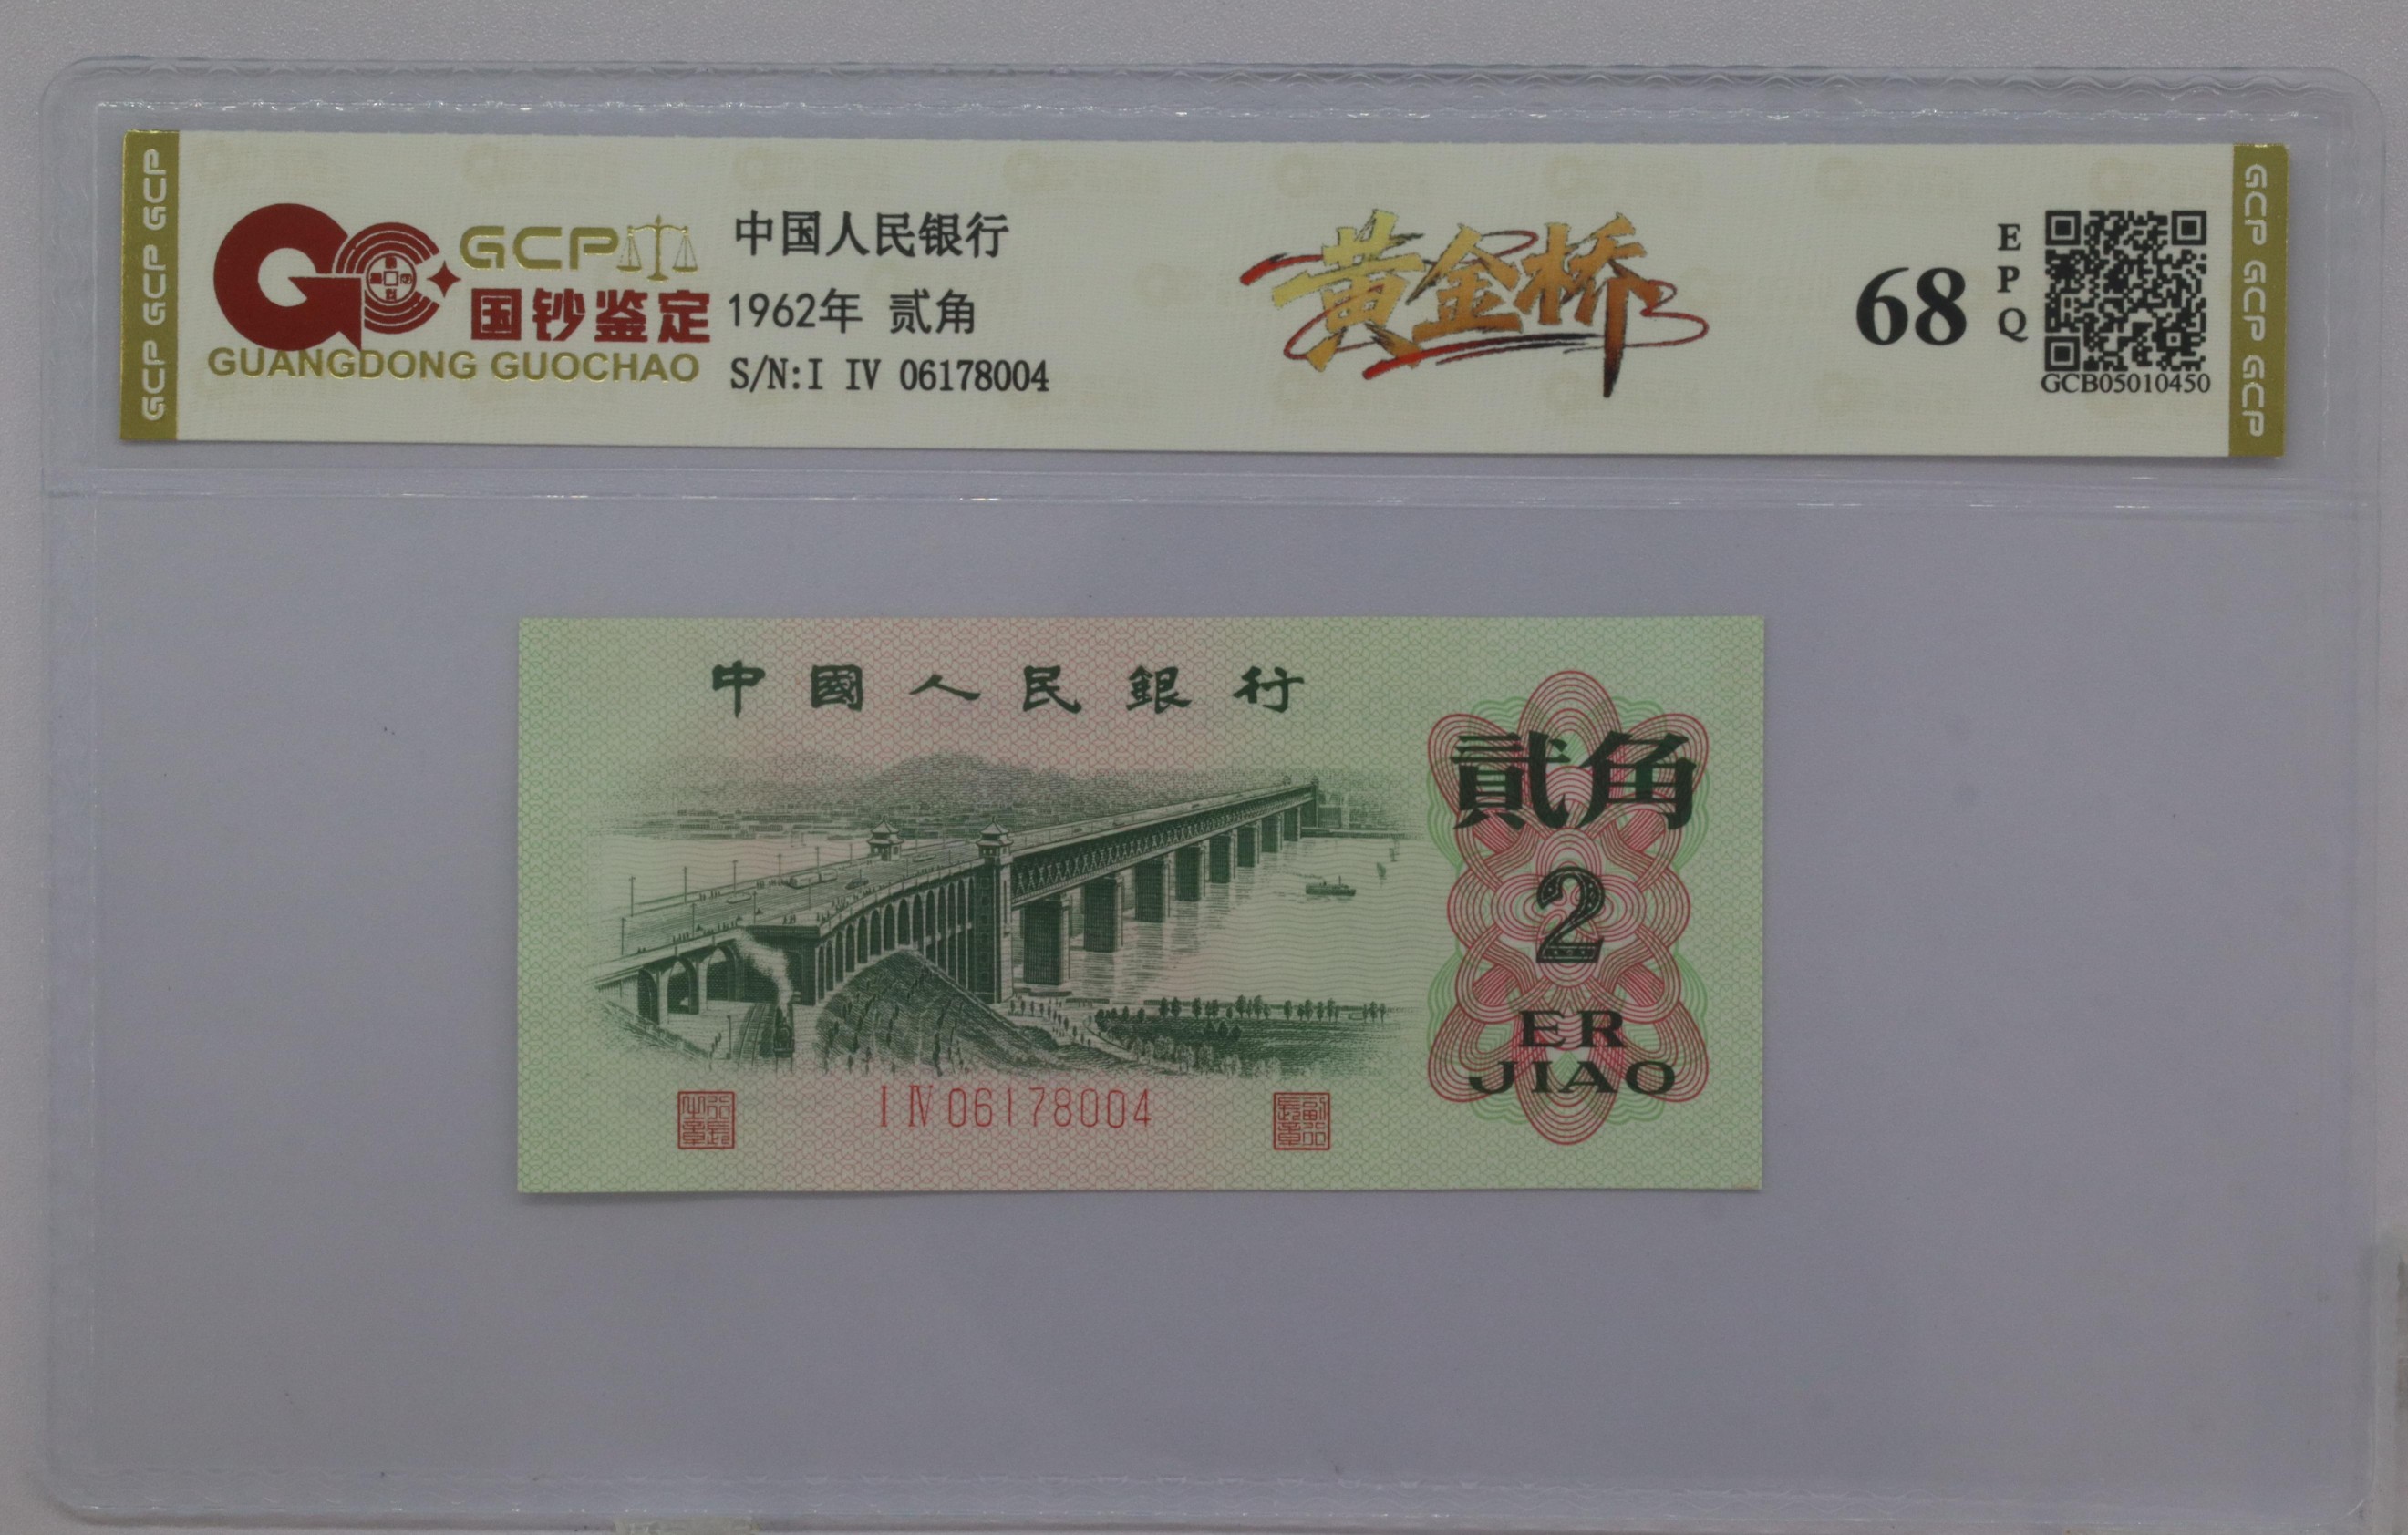 GCP GCP GCP
GCP
国钞鉴定
GUANGDONG GUOCHAO
中国人民银行
1962年 贰角
S/N:I IV 06178004
黄金桥
68
EPQ
GCB05010450
GCP GCP GCP
中國人民銀行
貳角
2
ER
JIAO
I IV 06178004